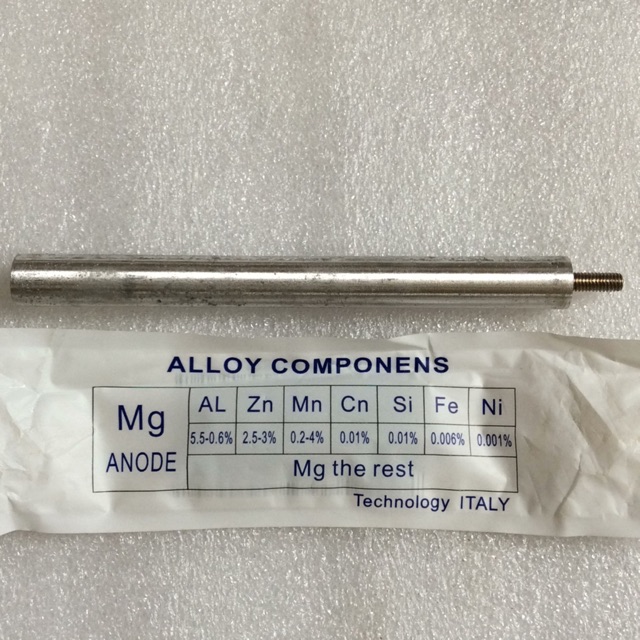 ALLOY COMPONENS
Mg ANODE
AL Zn Mn Cn Si Fe Ni
5.5-0.6% 2.5-3% 0.2-4% 0.01% 0.01% 0.006% 0.001%
Mg the rest
Technology ITALY